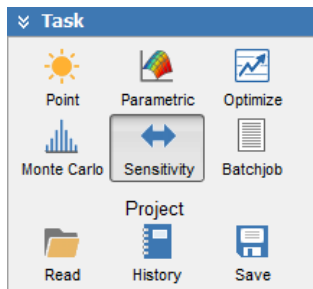 Task
Point Parametric Optimize
Monte Carlo Sensitivity Batchjob
Project
Read History Save